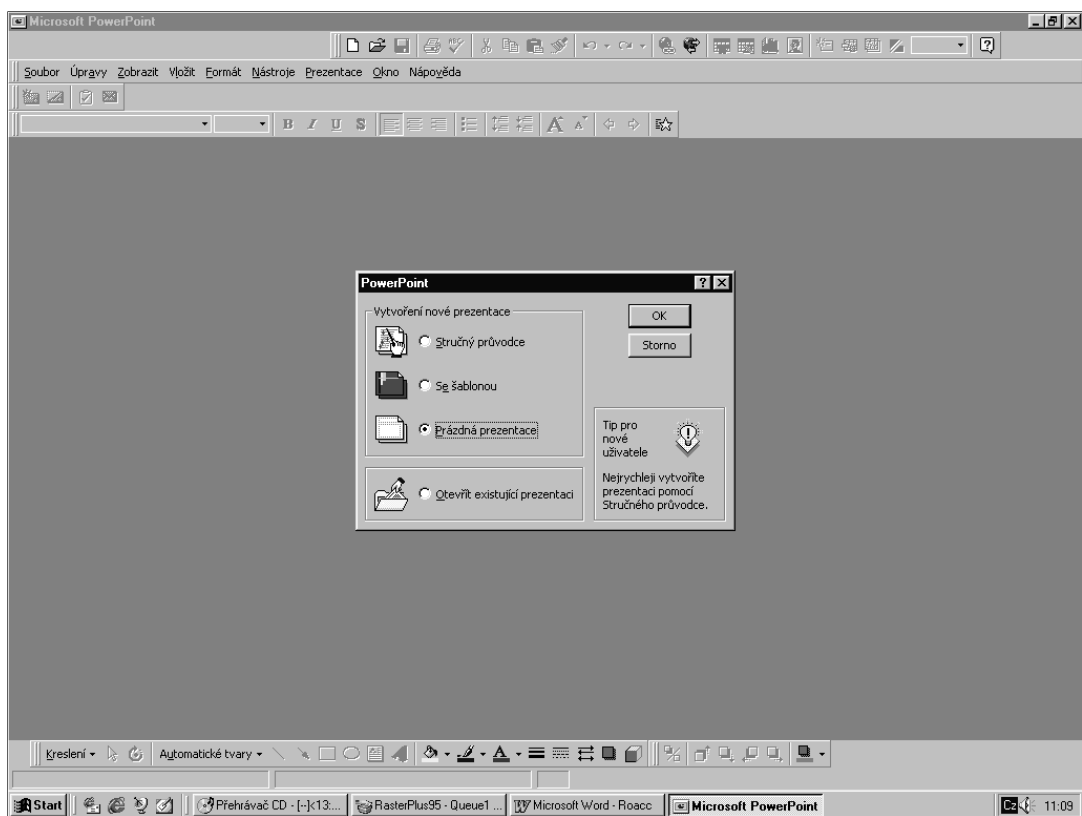 Microsoft PowerPoint
Soubor Úpravy Zobrazit Vložit Formát Nástroje Prezentace Okno Nápověda
B I U S A A
PowerPoint
Vytvoření nové prezentace
Stručný průvodce
Se šablonou
Prázdná prezentace
Otevřít existující prezentaci
OK
Storno
Tip pro
nové
uživatele
Nejrychleji vytvoříte
prezentaci pomocí
Stručného průvodce.
Kreslení Automatické tvary A
Start Přehrávač CD - [--]<13:... RasterPlus95 - Queue1 ... Microsoft Word - Roacc Microsoft PowerPoint Cz 11:09